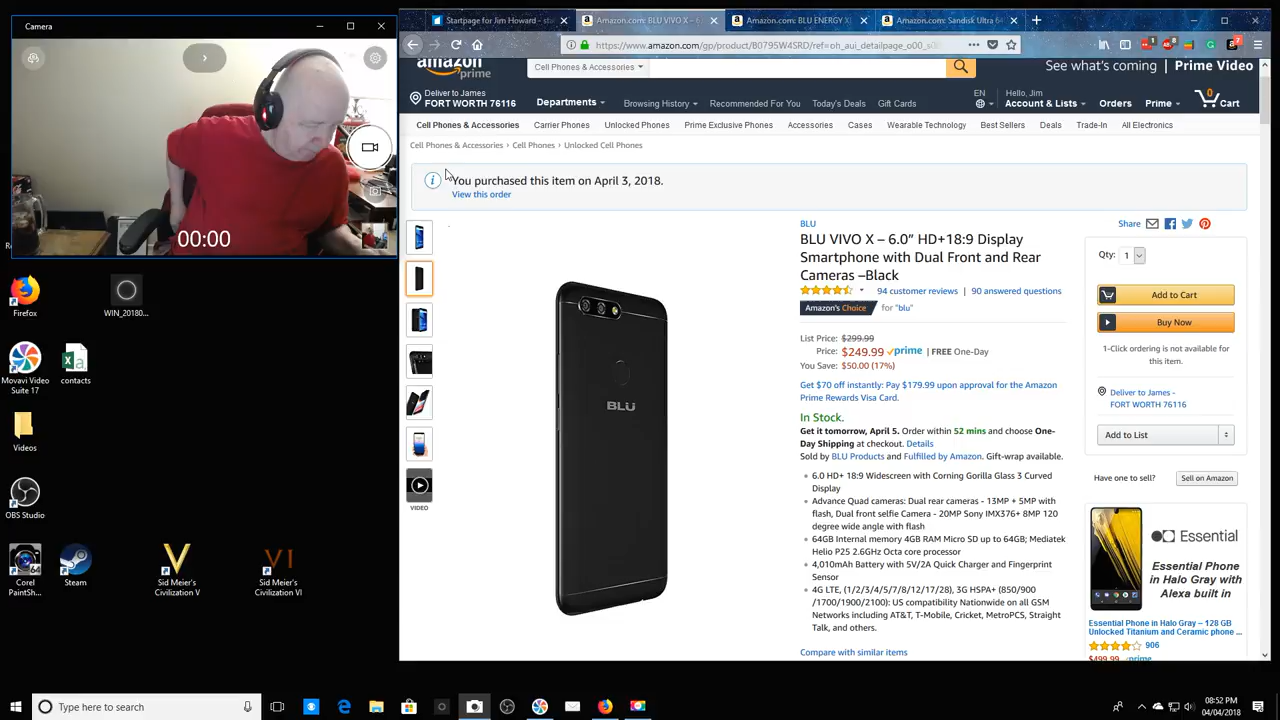 Camera
00:00
Firefox
WIN_20180...
Movavi Video
Suite 17
contacts
Videos
OBS Studio
Corel
PaintSh...
Steam
Sid Meier's
Civilization V
Sid Meier's
Civilization VI
Startpage for Jim Howard - sta
Amazon.com: BLU VIVO X – 6.
Amazon.com: BLU ENERGY X
Amazon.com: Sandisk Ultra 6
https://www.amazon.com/gp/product/B0795W4SRD/ref=oh_aui_detailpage_o00_s0
amazon
prime
Cell Phones & Accessories
See what's coming
Prime Video
Deliver to James
FORT WORTH 76116
Departments
Browsing History
Recommended For You
Today's Deals
Gift Cards
EN
Hello, Jim
Account & Lists
Orders
Prime
0
Cart
Cell Phones & Accessories
Carrier Phones
Unlocked Phones
Prime Exclusive Phones
Accessories
Cases
Wearable Technology
Best Sellers
Deals
Trade-In
All Electronics
Cell Phones & Accessories › Cell Phones › Unlocked Cell Phones
You purchased this item on April 3, 2018.
View this order
VIDEO
BLU
BLU
BLU VIVO X – 6.0” HD+18:9 Display
Smartphone with Dual Front and Rear
Cameras –Black
94 customer reviews | 90 answered questions
Amazon's Choice for "blu"
List Price: $299.99
Price: $249.99 prime | FREE One-Day
You Save: $50.00 (17%)
Get $70 off instantly: Pay $179.99 upon approval for the Amazon
Prime Rewards Visa Card.
In Stock.
Get it tomorrow, April 5. Order within 52 mins and choose One-
Day Shipping at checkout. Details
Sold by BLU Products and Fulfilled by Amazon. Gift-wrap available.
6.0 HD+ 18:9 Widescreen with Corning Gorilla Glass 3 Curved
Display
Advance Quad cameras: Dual rear cameras - 13MP + 5MP with
flash, Dual front selfie Camera - 20MP Sony IMX376+ 8MP 120
degree wide angle with flash
64GB Internal memory 4GB RAM Micro SD up to 64GB; Mediatek
Helio P25 2.6GHz Octa core processor
4,010mAh Battery with 5V/2A Quick Charger and Fingerprint
Sensor
4G LTE, (1/2/3/4/5/7/8/12/17/28), 3G HSPA+ (850/900
/1700/1900/2100): US compatibility Nationwide on all GSM
Networks including AT&T, T-Mobile, Cricket, MetroPCS, Straight
Talk, and others.
Compare with similar items
Share
Qty: 1
Add to Cart
Buy Now
1-Click ordering is not available for
this item.
Deliver to James -
FORT WORTH 76116
Add to List
Have one to sell?
Sell on Amazon
Essential
Essential Phone
in Halo Gray with
Alexa built in
Essential Phone in Halo Gray – 128 GB
Unlocked Titanium and Ceramic phone ...
906
$499.99 prime
Type here to search
08:52 PM
04/04/2018